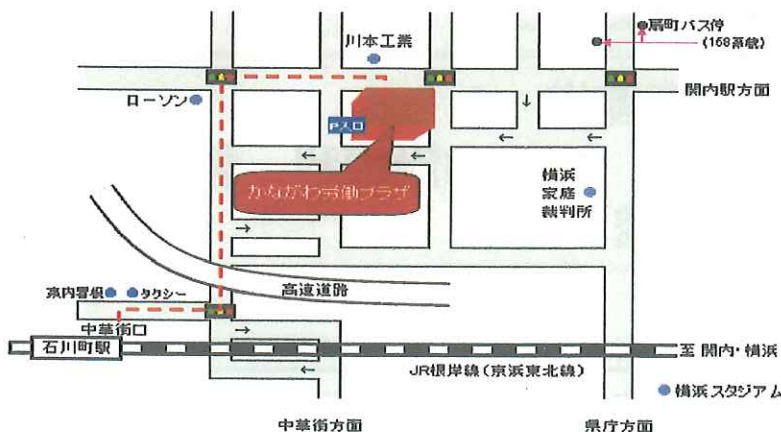 扇町バス停
(158系統)
川本工業
関内駅方面
ローソン
P入口
かながわ労働プラザ
横浜
家庭
裁判所
高速道路
タクシー
中華街口
石川町駅
至 関内・横浜
JR根岸線(京浜東北線)
横浜スタジアム
中華街方面
県庁方面